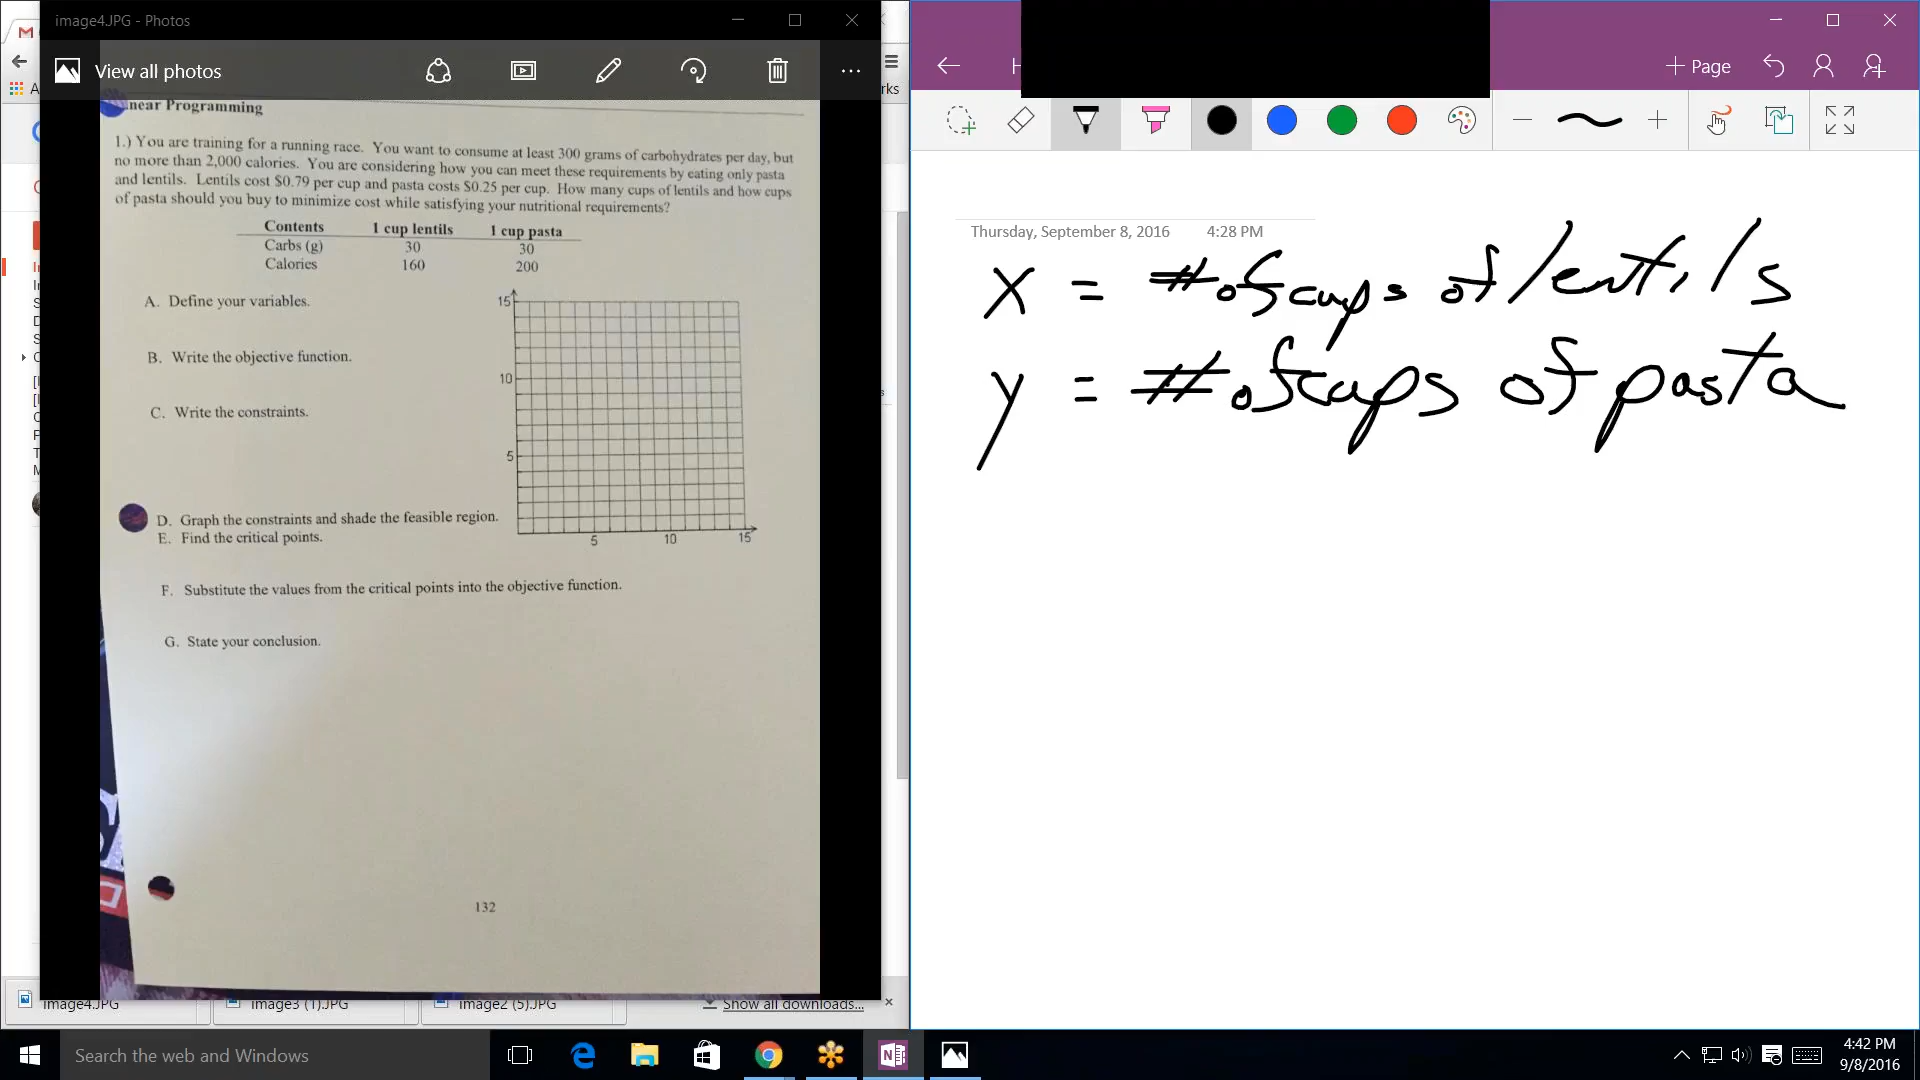 image4.JPG - Photos
View all photos
near Programming
1.) You are training for a running race. You want to consume at least 300 grams of carbohydrates per day, but
no more than 2,000 calories. You are considering how you can meet these requirements by eating only pasta
and lentils. Lentils cost $0.79 per cup and pasta costs $0.25 per cup. How many cups of lentils and how cups
of pasta should you buy to minimize cost while satisfying your nutritional requirements?
Contents 1 cup lentils 1 cup pasta
Carbs (g) 30 30
Calories 160 200
A. Define your variables.
B. Write the objective function.
C. Write the constraints.
15
10
5
D. Graph the constraints and shade the feasible region.
E. Find the critical points.
5 10 15
F. Substitute the values from the critical points into the objective function.
G. State your conclusion.
132
image4.JPG image3 (1).JPG image2 (5).JPG Show all downloads...
+ Page
Thursday, September 8, 2016 4:28 PM
x = # of cups of lentils
y = # of cups of pasta
Search the web and Windows
4:42 PM
9/8/2016